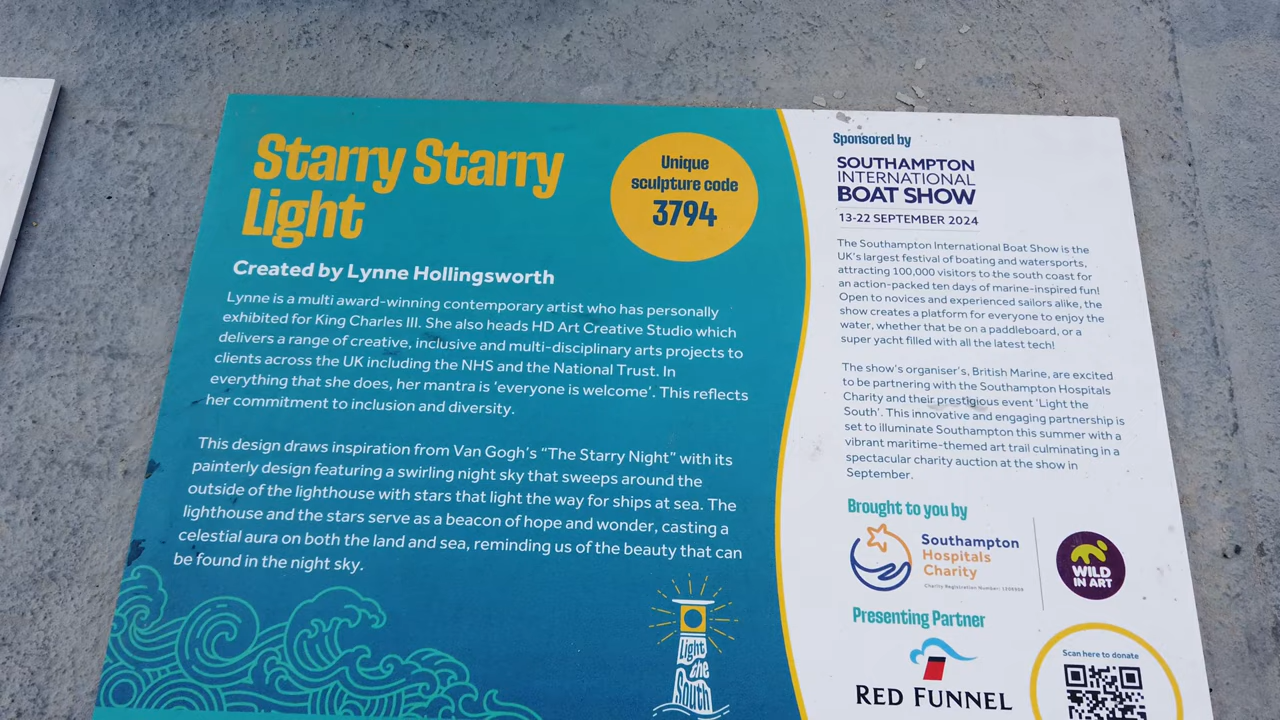 Starry Starry
Light
Unique
sculpture code
3794
Created by Lynne Hollingsworth
Lynne is a multi award-winning contemporary artist who has personally
exhibited for King Charles III. She also heads HD Art Creative Studio which
delivers a range of creative, inclusive and multi-disciplinary arts projects to
clients across the UK including the NHS and the National Trust. In
everything that she does, her mantra is 'everyone is welcome'. This reflects
her commitment to inclusion and diversity.
This design draws inspiration from Van Gogh's "The Starry Night" with its
painterly design featuring a swirling night sky that sweeps around the
outside of the lighthouse with stars that light the way for ships at sea. The
lighthouse and the stars serve as a beacon of hope and wonder, casting a
celestial aura on both the land and sea, reminding us of the beauty that can
be found in the night sky.
Light
the
South
Sponsored by
SOUTHAMPTON
INTERNATIONAL
BOAT SHOW
13-22 SEPTEMBER 2024
The Southampton International Boat Show is the
UK's largest festival of boating and watersports,
attracting 100,000 visitors to the south coast for
an action-packed ten days of marine-inspired fun!
Open to novices and experienced sailors alike, the
show creates a platform for everyone to enjoy the
water, whether that be on a paddleboard, or a
super yacht filled with all the latest tech!
The show's organiser's, British Marine, are excited
to be partnering with the Southampton Hospitals
Charity and their prestigious event 'Light the
South'. This innovative and engaging partnership is
set to illuminate Southampton this summer with a
vibrant maritime-themed art trail culminating in a
spectacular charity auction at the show in
September.
Brought to you by
Southampton
Hospitals
Charity
Charity Registration Number:
WILD
IN ART
Presenting Partner
RED FUNNEL
Scan here to donate